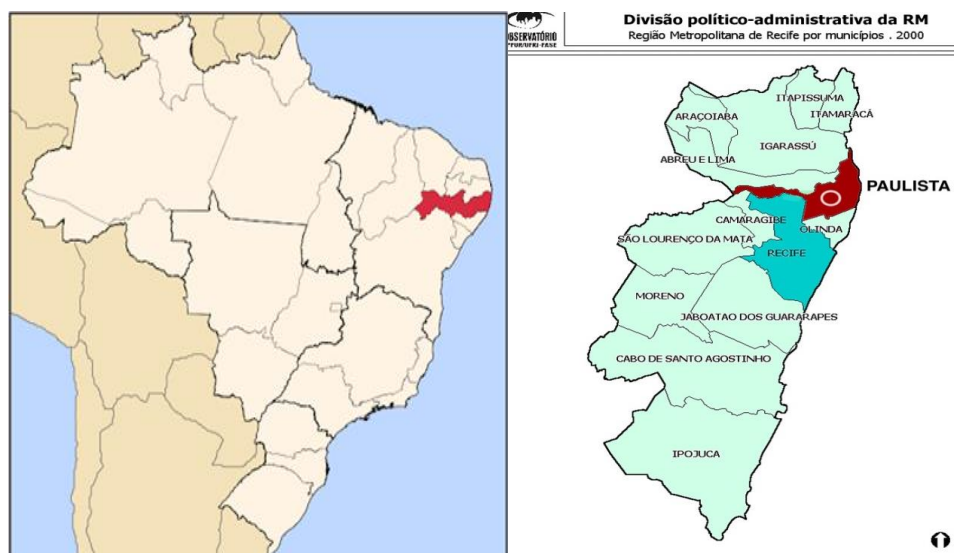 OBSERVATÓRIO
Divisão político-administrativa da RM
Região Metropolitana de Recife por municípios . 2000
ITAPISSUMA
ARAÇOIABA
ITAMARACÁ
IGARASSÚ
ABREU E LIMA
PAULISTA
CAMARAGIBE
OLINDA
SÃO LOURENÇO DA MATA
RECIFE
MORENO
JABOATAO DOS GUARARAPES
CABO DE SANTO AGOSTINHO
IPOJUCA